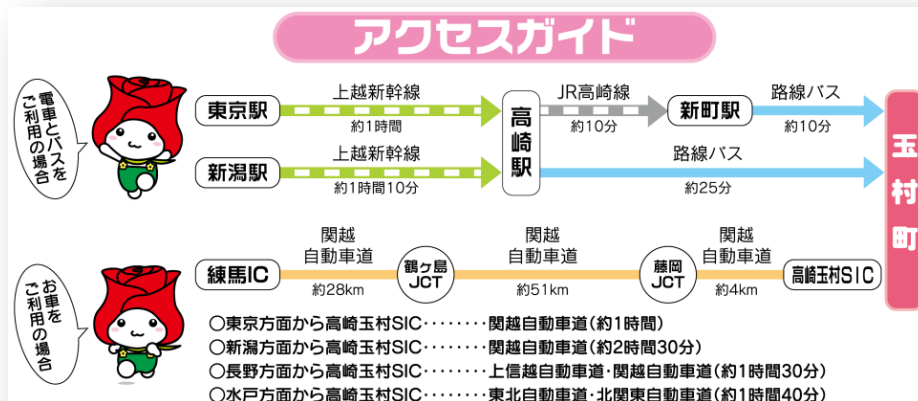 アクセスガイド
電車とバスを
ご利用の場合
東京駅
上越新幹線
約1時間
新潟駅
上越新幹線
約1時間10分
高崎駅
JR高崎線
約10分
新町駅
路線バス
約10分
路線バス
約25分
玉村町
お車を
ご利用の場合
練馬IC
関越
自動車道
約28km
鶴ヶ島
JCT
関越
自動車道
約51km
藤岡
JCT
関越
自動車道
約4km
高崎玉村SIC
○東京方面から高崎玉村SIC‥‥‥‥関越自動車道(約1時間)
○新潟方面から高崎玉村SIC‥‥‥‥関越自動車道(約2時間30分)
○長野方面から高崎玉村SIC‥‥‥‥上信越自動車道・関越自動車道(約1時間30分)
○水戸方面から高崎玉村SIC‥‥‥‥東北自動車道・北関東自動車道(約1時間40分)